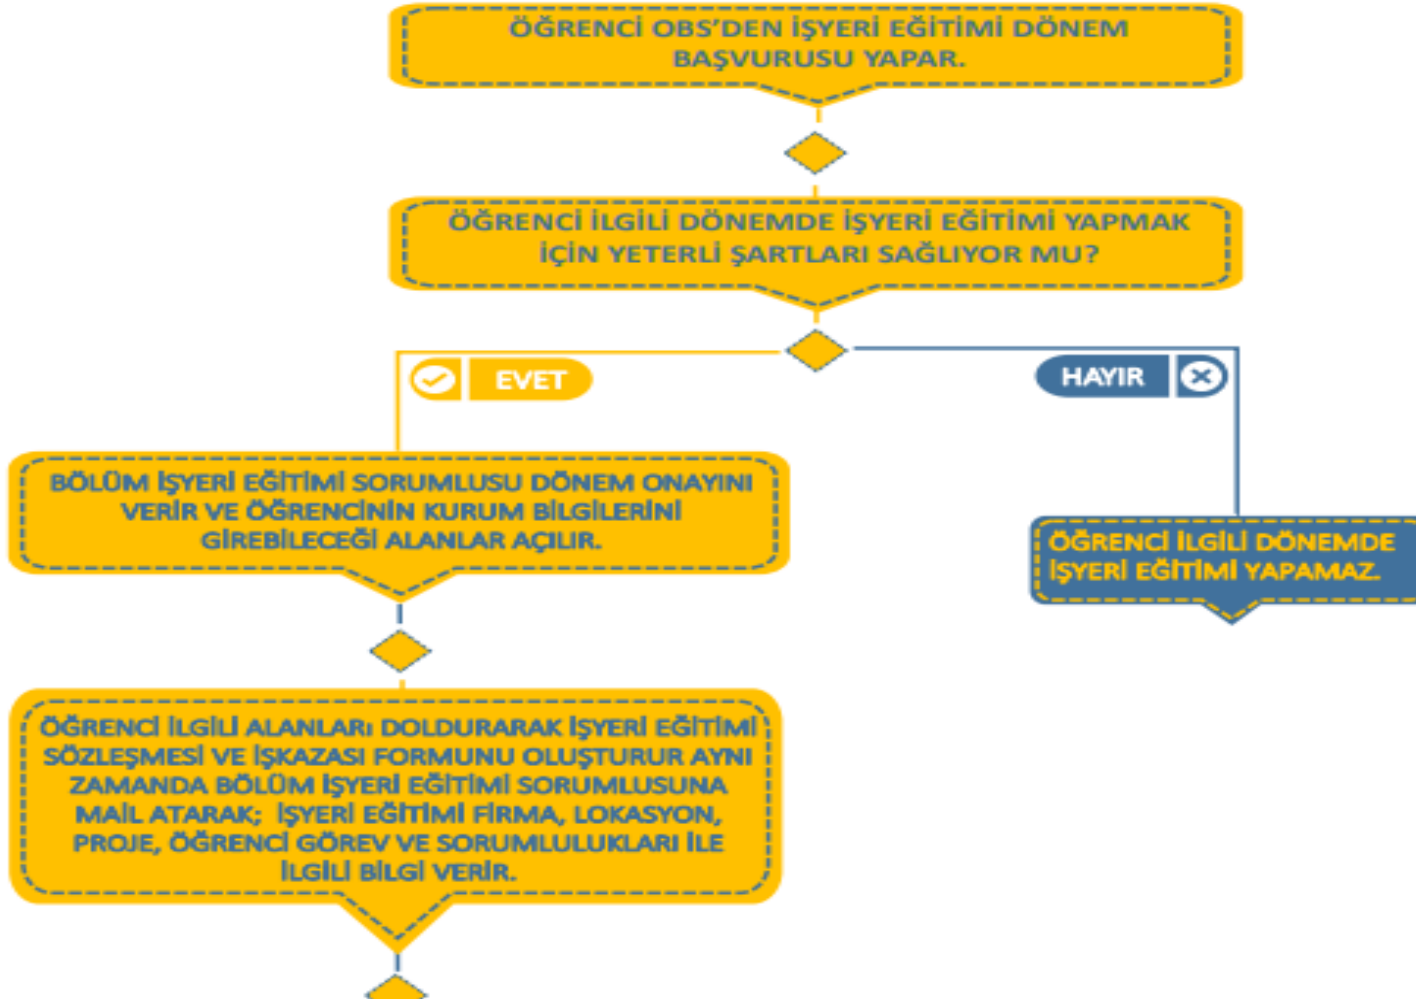 ÖĞRENCİ OBS'DEN İŞYERİ EĞİTİMİ DÖNEM
BAŞVURUSU YAPAR.
ÖĞRENCİ İLGİLİ DÖNEMDE İŞYERİ EĞİTİMİ YAPMAK
İÇİN YETERLİ ŞARTLARI SAĞLIYOR MU?
EVET
HAYIR
BÖLÜM İŞYERİ EĞİTİMİ SORUMLUSU DÖNEM ONAYINI
VERİR VE ÖĞRENCİNİN KURUM BİLGİLERİNİ
GİREBİLECEĞİ ALANLAR AÇILIR.
ÖĞRENCİ İLGİLİ DÖNEMDE
İŞYERİ EĞİTİMİ YAPAMAZ.
ÖĞRENCİ İLGİLİ ALANLARı DOLDURARAK İŞYERİ EĞİTİMİ
SÖZLEŞMESİ VE İŞKAZASI FORMUNU OLUŞTURUR AYNI
ZAMANDA BÖLÜM İŞYERİ EĞİTİMİ SORUMLUSUNA
MAİL ATARAK; İŞYERİ EĞİTİMİ FİRMA, LOKASYON,
PROJE, ÖĞRENCİ GÖREV VE SORUMLULUKLARI İLE
İLGİLİ BİLGİ VERİR.